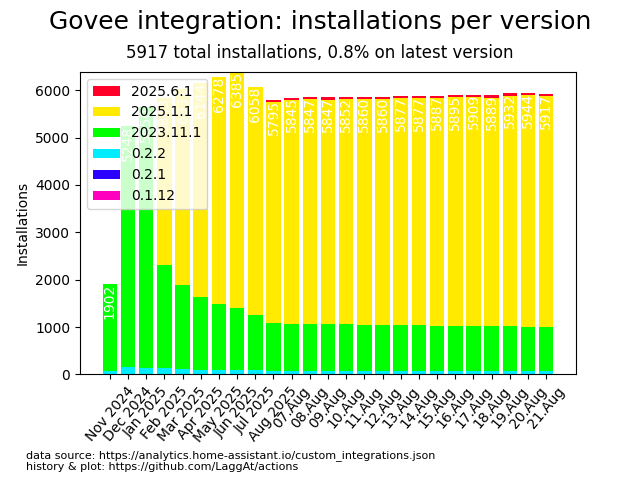 Govee integration: installations per version
5917 total installations, 0.8% on latest version
Installations
6000
5000
4000
3000
2000
1000
0
2025.6.1
2025.1.1
2023.11.1
0.2.2
0.2.1
0.1.12
1902
6278
6385
6058
5795
5845
5847
5847
5852
5860
5860
5877
5877
5887
5895
5909
5889
5932
5944
5917
Nov 2024
Dec 2024
Jan 2025
Feb 2025
Mar 2025
Apr 2025
May 2025
Jun 2025
Jul 2025
Aug 2025
07.Aug
08.Aug
09.Aug
10.Aug
11.Aug
12.Aug
13.Aug
14.Aug
15.Aug
16.Aug
17.Aug
18.Aug
19.Aug
20.Aug
21.Aug
data source: https://analytics.home-assistant.io/custom_integrations.json
history & plot: https://github.com/LaggAt/actions